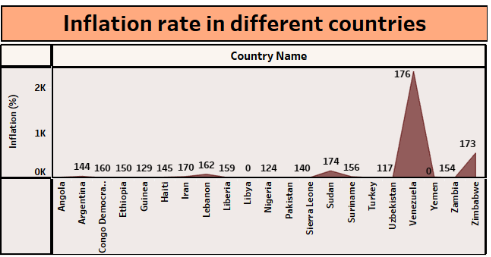 Inflation rate in different countries
Country Name
Inflation (%)
2K
1K
0K
144 160 150 129 145 170 162 159 0 124 140 174 156 117 176 0 154 173
Angola
Argentina
Congo Democra..
Ethiopia
Guinea
Haiti
Iran
Lebanon
Liberia
Libya
Nigeria
Pakistan
Sierra Leone
Sudan
Suriname
Turkey
Uzbekistan
Venezuela
Yemen
Zambia
Zimbabwe